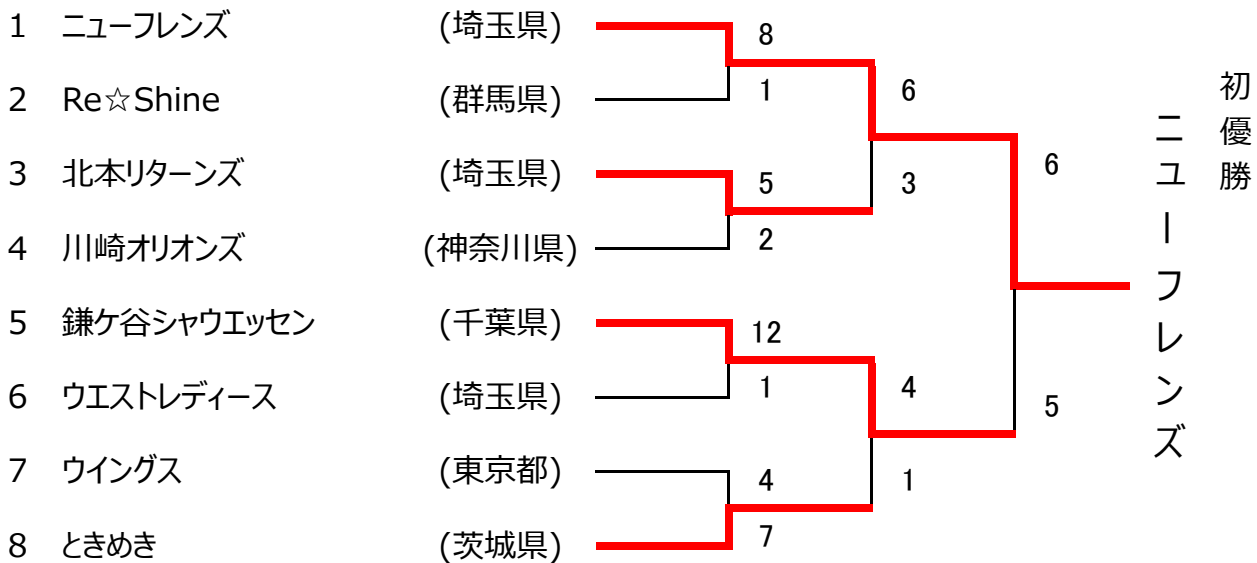 1 ニューフレンズ (埼玉県)
8
2 Re☆Shine (群馬県)
1
6
3 北本リターンズ (埼玉県)
5
3
4 川崎オリオンズ (神奈川県)
2
6
5 鎌ケ谷シャウエッセン (千葉県)
12
6 ウエストレディース (埼玉県)
1
4
5
7 ウイングス (東京都)
4
1
8 ときめき (茨城県)
7
初優勝
ニューフレンズ